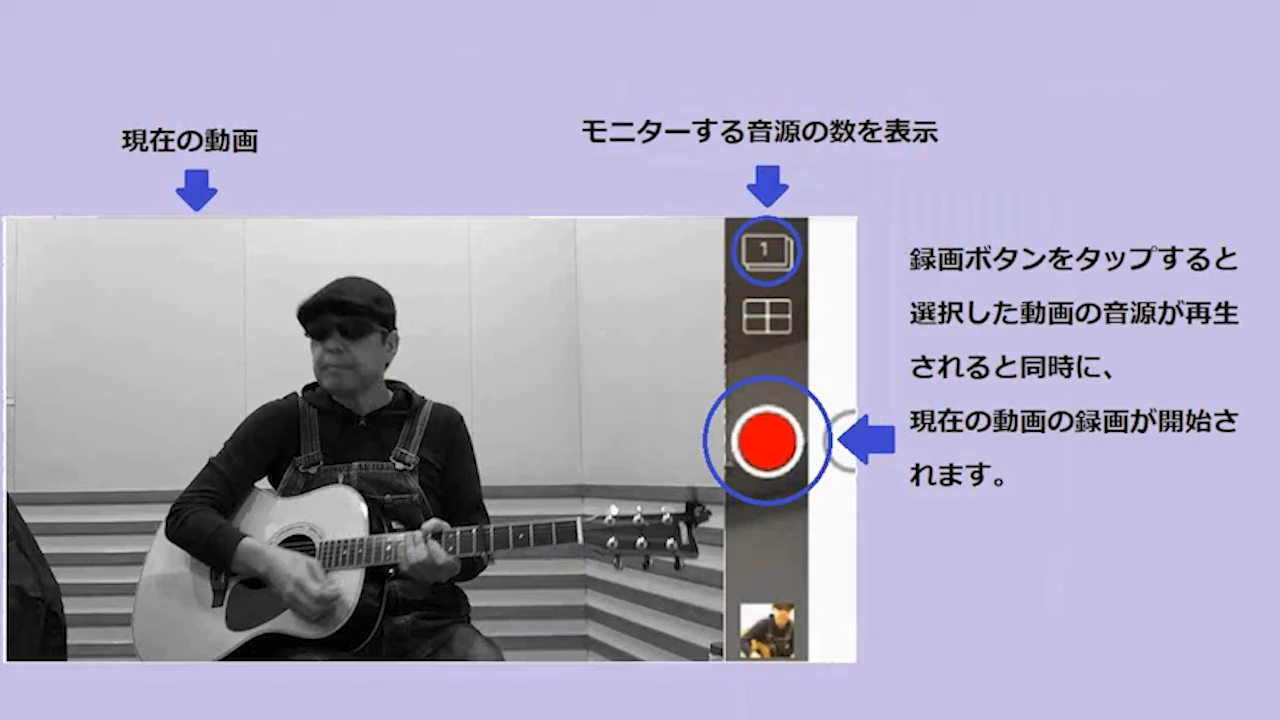 現在の動画
モニターする音源の数を表示
1
録画ボタンをタップすると
選択した動画の音源が再生
されると同時に、
現在の動画の録画が開始さ
れます。